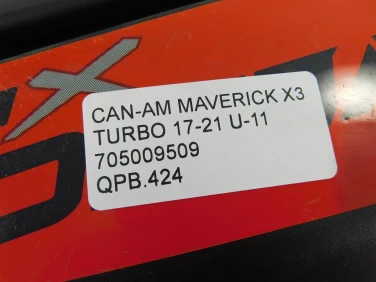 X
CAN-AM MAVERICK X3
TURBO 17-21 U-11
705009509
QPB.424